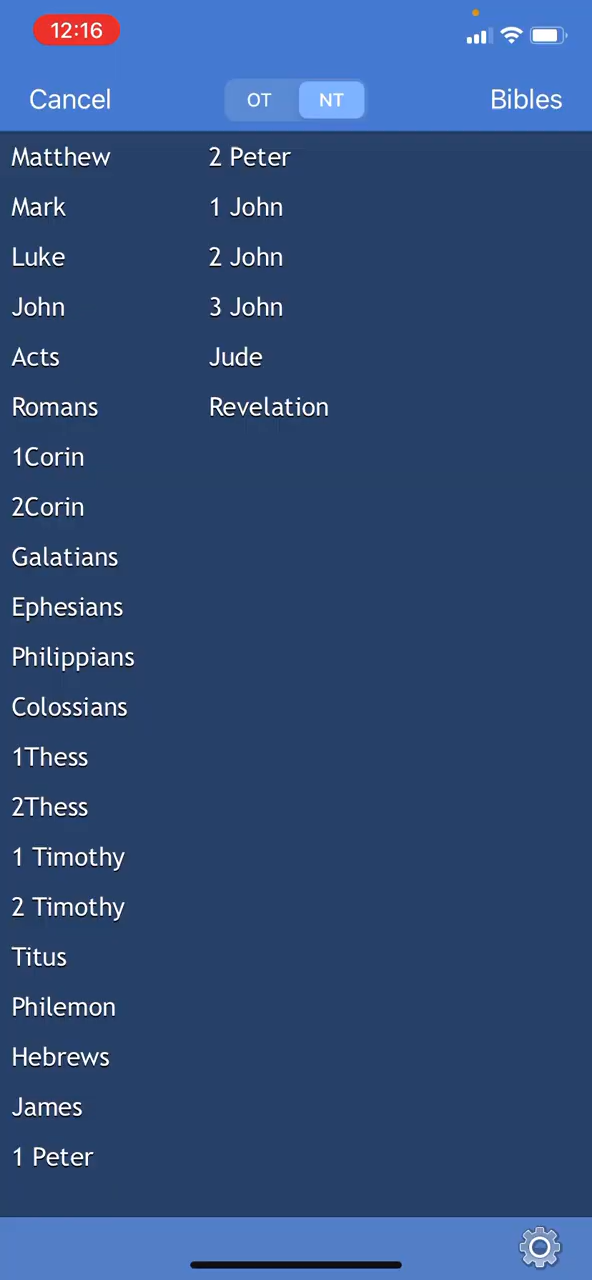 12:16
Cancel
OT
NT
Bibles
Matthew
Mark
Luke
John
Acts
Romans
1Corin
2Corin
Galatians
Ephesians
Philippians
Colossians
1Thess
2Thess
1 Timothy
2 Timothy
Titus
Philemon
Hebrews
James
1 Peter
2 Peter
1 John
2 John
3 John
Jude
Revelation